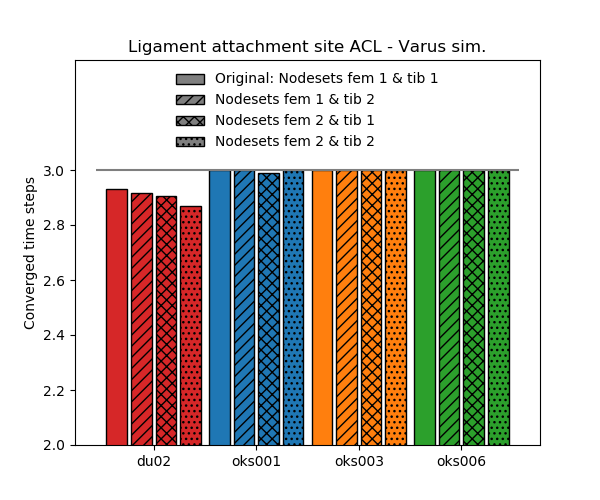 Ligament attachment site ACL - Varus sim.
Original: Nodesets fem 1 & tib 1
Nodesets fem 1 & tib 2
Nodesets fem 2 & tib 1
Nodesets fem 2 & tib 2
Converged time steps
3.0
2.8
2.6
2.4
2.2
2.0
du02
oks001
oks003
oks006